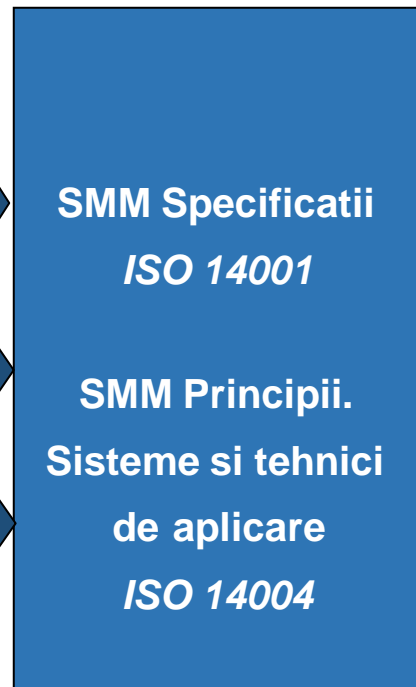 SMM Specificatii
ISO 14001
SMM Principii.
Sisteme si tehnici
de aplicare
ISO 14004